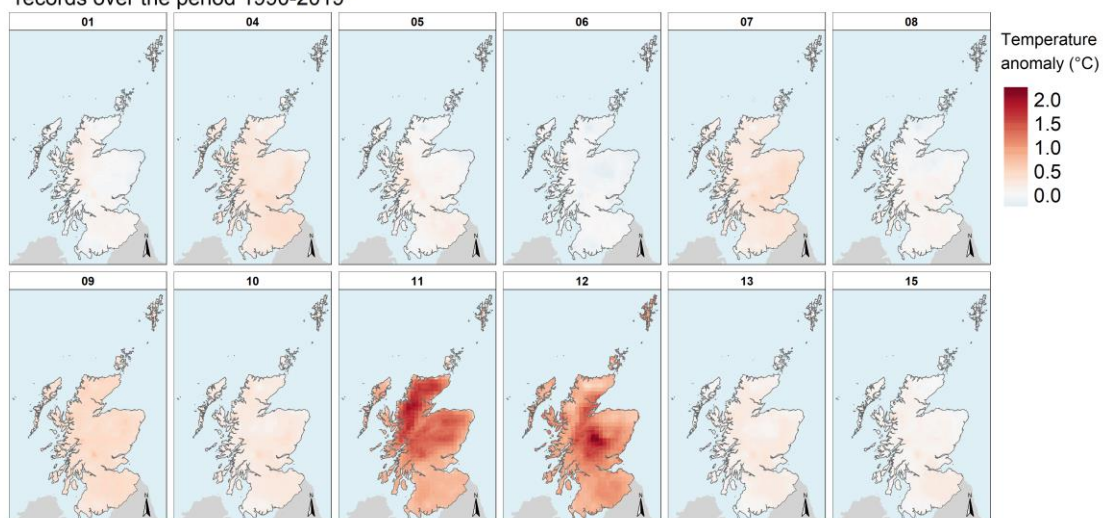 records over the period 1990-2019
01 04 05 06 07 08
Temperature
anomaly (°C)
2.0
1.5
1.0
0.5
0.0
N N N N N N
09 10 11 12 13 15
N N N N N N